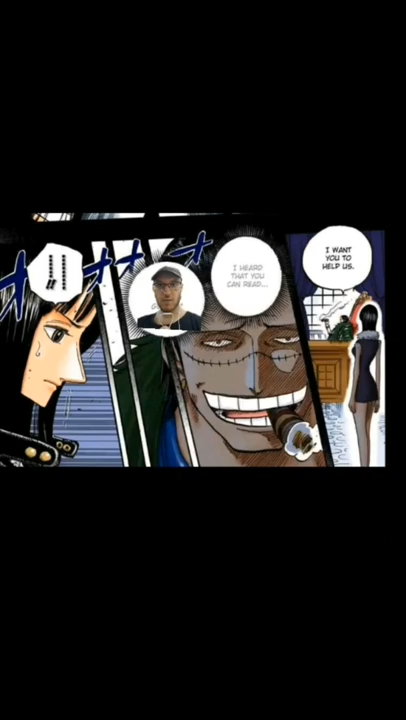 I WANT
YOU TO
HELP US.
I HEARD
THAT YOU
CAN READ...
!!